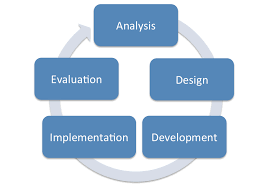 Analysis
Design
Development
Implementation
Evaluation